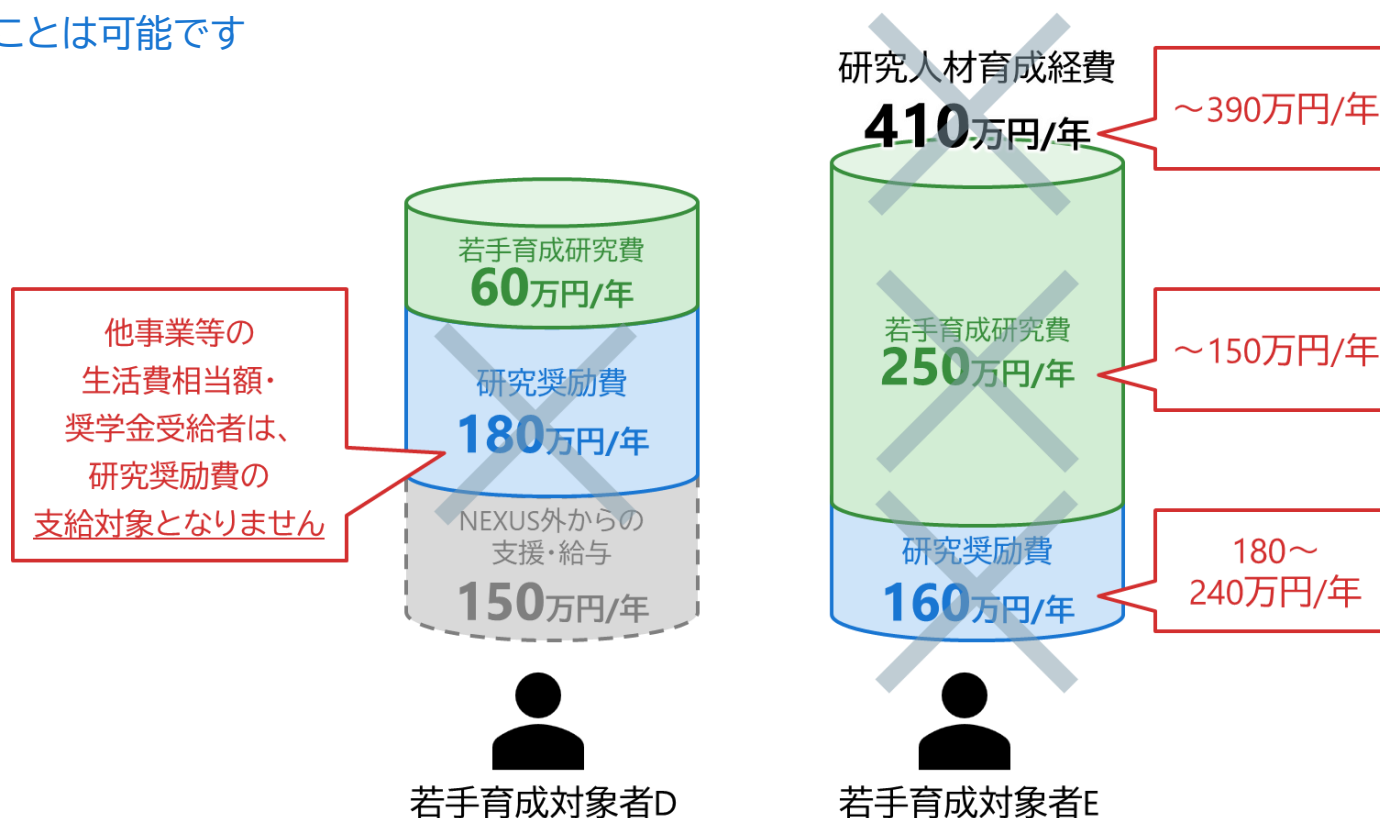 ことは可能です
研究人材育成経費
410万円/年
～390万円/年
若手育成研究費
60万円/年
他事業等の
生活費相当額・
奨学金受給者は、
研究奨励費の
支給対象となりません
研究奨励費
180万円/年
NEXUS外からの
支援・給与
150万円/年
若手育成対象者D
若手育成研究費
250万円/年
～150万円/年
研究奨励費
160万円/年
180～
240万円/年
若手育成対象者E